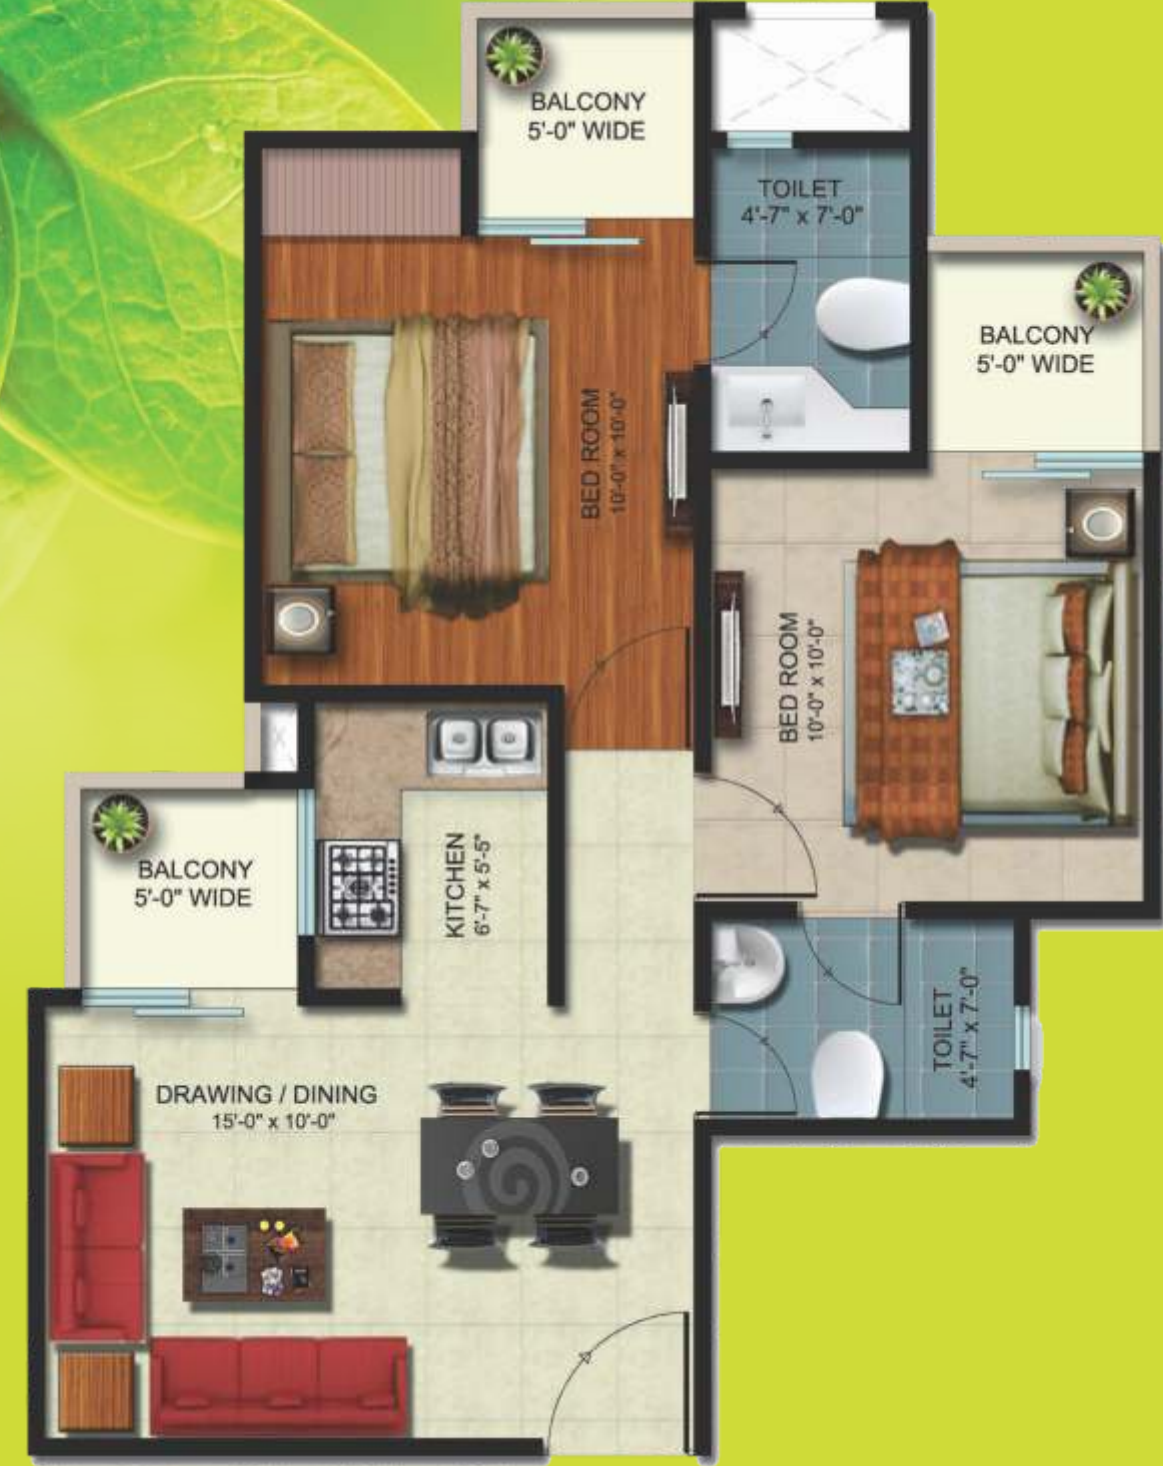 BALCONY
5'-0" WIDE
TOILET
4'-7" x 7'-0"
BALCONY
5'-0" WIDE
BED ROOM
10'-0" x 10'-0"
BED ROOM
10'-0" x 10'-0"
BALCONY
5'-0" WIDE
KITCHEN
6'-7" x 5'-5"
TOILET
4'-7" x 7'-0"
DRAWING / DINING
15'-0" x 10'-0"